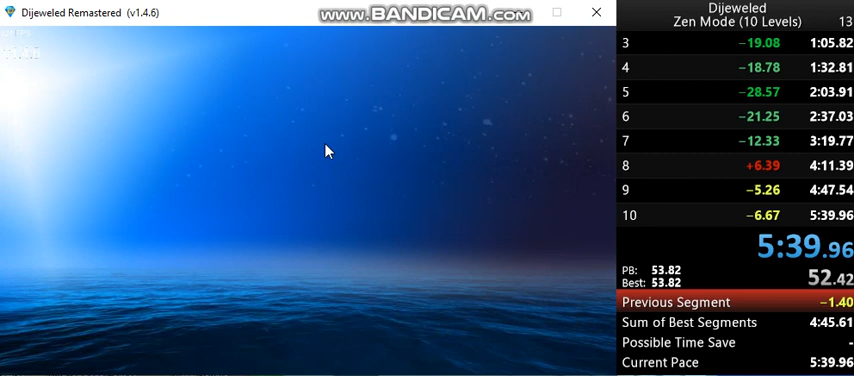 Dijeweled Remastered (v1.4.6)
www.BANDICAM.com
Dijeweled
Zen Mode (10 Levels) 13
3 −19.08 1:05.82
4 −18.78 1:32.81
5 −28.57 2:03.91
6 −21.25 2:37.03
7 −12.33 3:19.77
8 +6.39 4:11.39
9 −5.26 4:47.54
10 −6.67 5:39.96
5:39.96
PB: 53.82
Best: 53.82
52.42
Previous Segment −1.40
Sum of Best Segments 4:45.61
Possible Time Save -
Current Pace 5:39.96